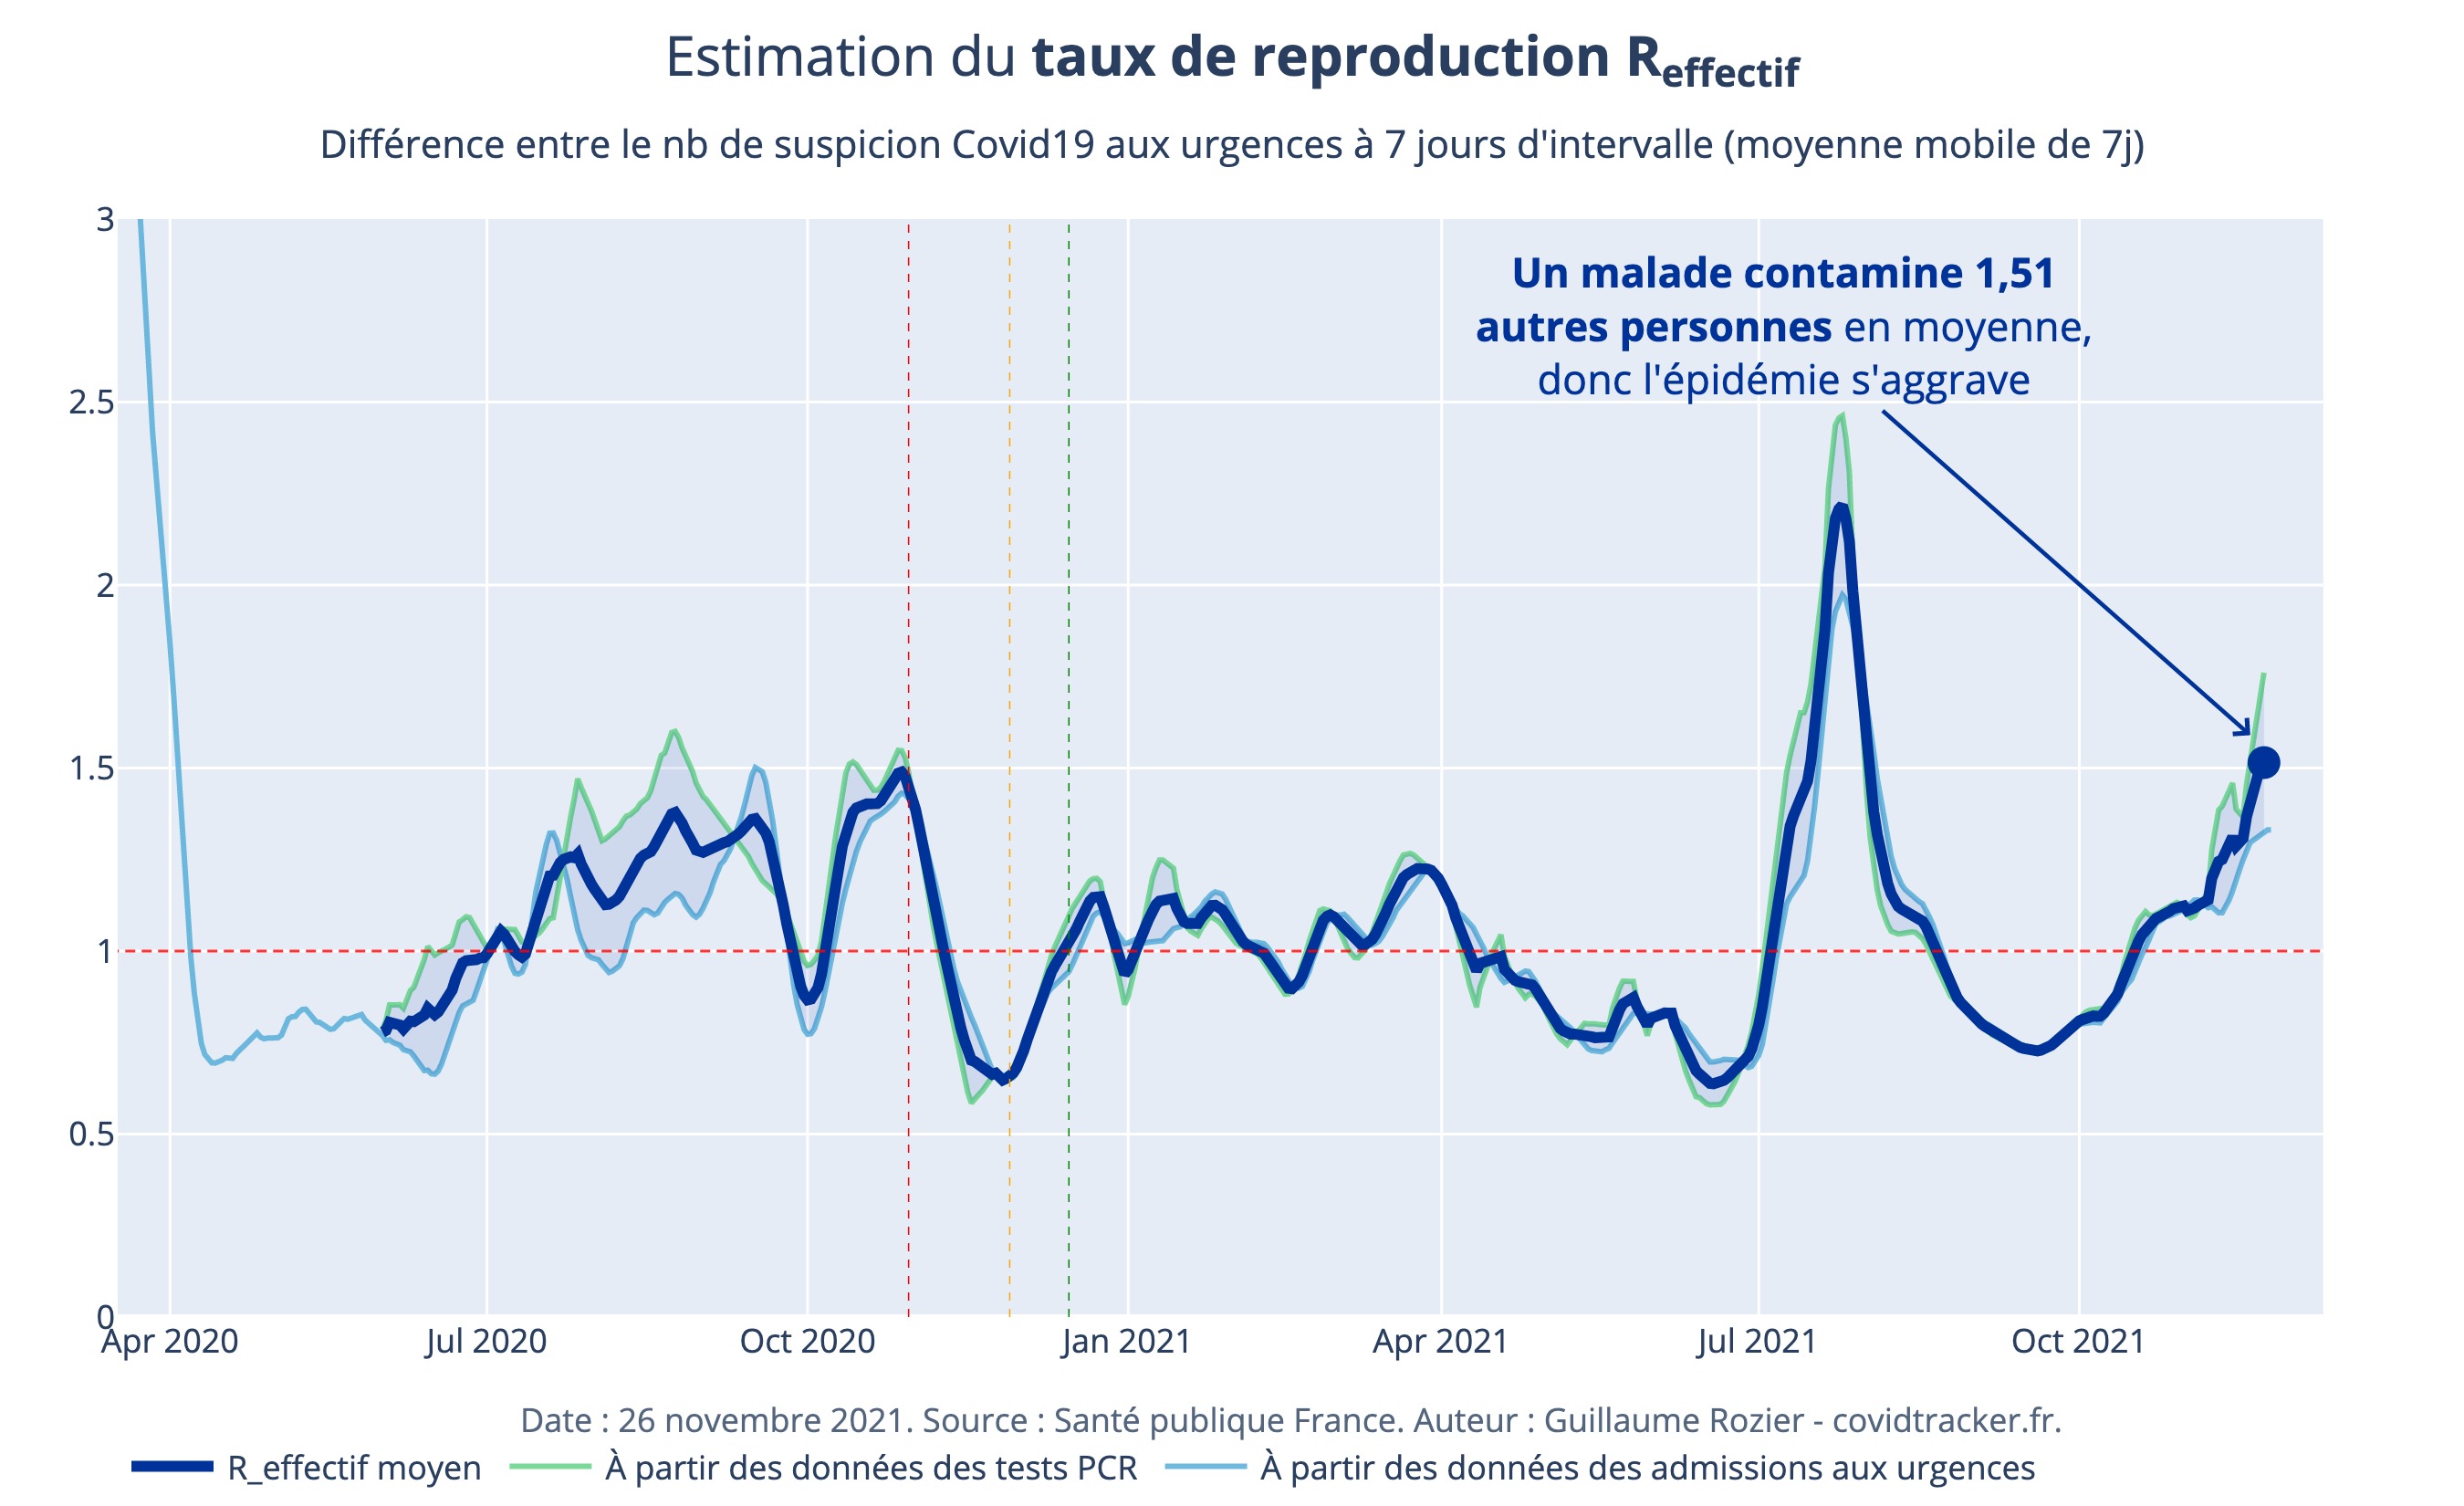 Estimation du taux de reproduction Reffectif
Différence entre le nb de suspicion Covid19 aux urgences à 7 jours d'intervalle (moyenne mobile de 7j)
Un malade contamine 1,51
autres personnes en moyenne,
donc l'épidémie s'aggrave
3
2.5
2
1.5
1
0.5
0
Apr 2020 Jul 2020 Oct 2020 Jan 2021 Apr 2021 Jul 2021 Oct 2021
Date : 26 novembre 2021. Source : Santé publique France. Auteur : Guillaume Rozier - covidtracker.fr.
R_effectif moyen À partir des données des tests PCR À partir des données des admissions aux urgences